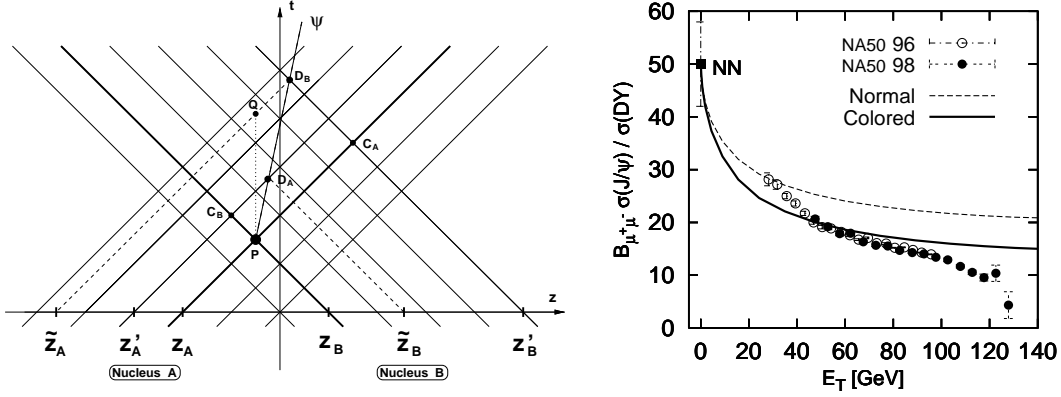 t
ψ
D_B
Q
C_A
D_A
C_B
P
z
z̃_A
z'_A
z_A
z_B
z̃_B
z'_B
Nucleus A
Nucleus B
B_μ⁺μ⁻ σ(J/ψ) / σ(DY)
60
50
40
30
20
10
0
NN
NA50 96
NA50 98
Normal
Colored
0 20 40 60 80 100 120 140
E_T [GeV]